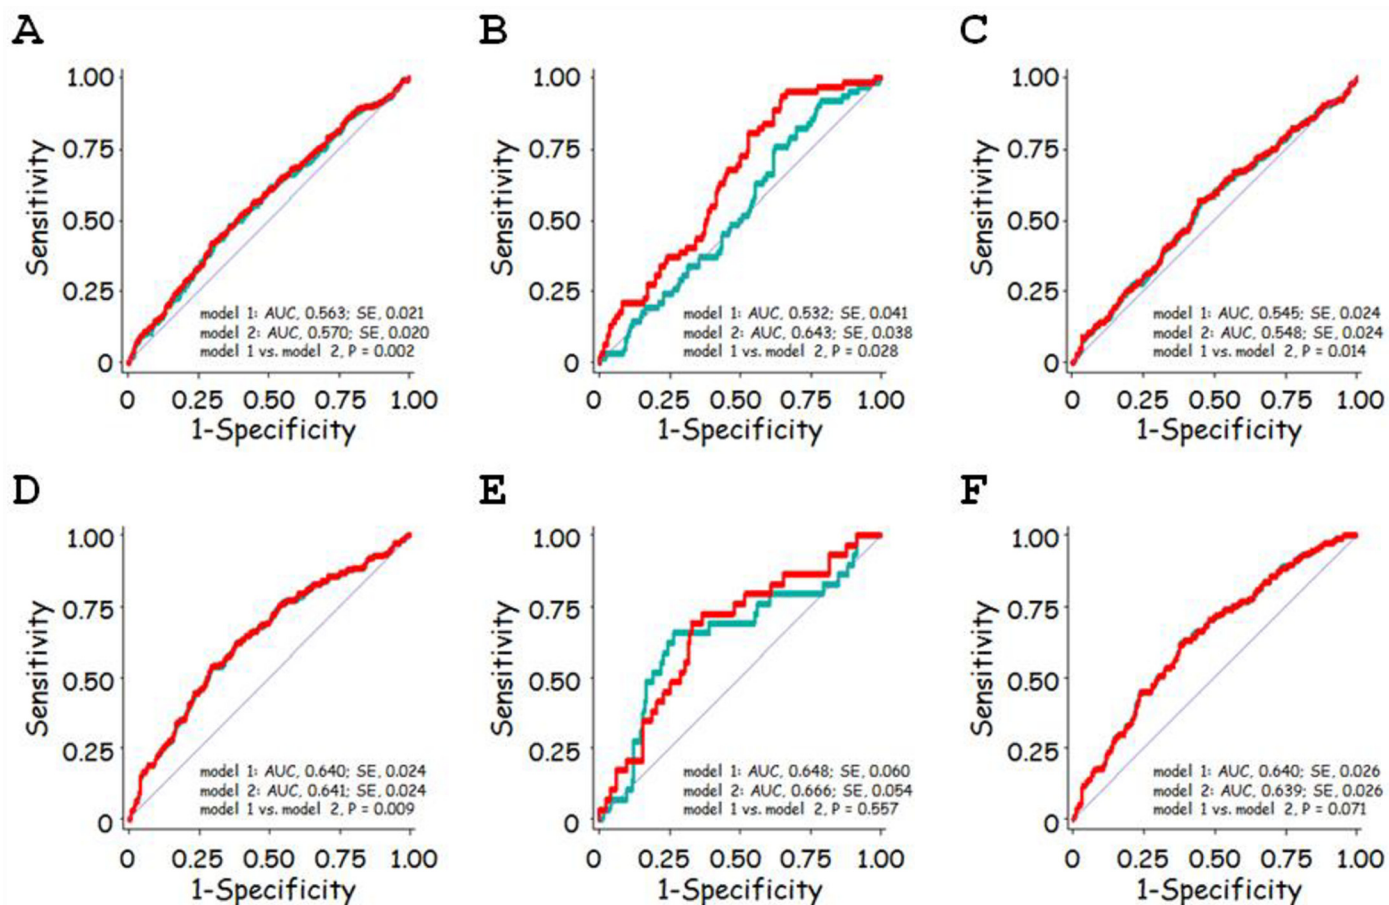 A
1.00
0.75
0.50
0.25
0
Sensitivity
model 1: AUC, 0.563; SE, 0.021
model 2: AUC, 0.570; SE, 0.020
model 1 vs. model 2, P = 0.002
0 0.25 0.50 0.75 1.00
1-Specificity
B
1.00
0.75
0.50
0.25
0
Sensitivity
model 1: AUC, 0.532; SE, 0.041
model 2: AUC, 0.643; SE, 0.038
model 1 vs. model 2, P = 0.028
0 0.25 0.50 0.75 1.00
1-Specificity
C
1.00
0.75
0.50
0.25
0
Sensitivity
model 1: AUC, 0.545; SE, 0.024
model 2: AUC, 0.548; SE, 0.024
model 1 vs. model 2, P = 0.014
0 0.25 0.50 0.75 1.00
1-Specificity
D
1.00
0.75
0.50
0.25
0
Sensitivity
model 1: AUC, 0.640; SE, 0.024
model 2: AUC, 0.641; SE, 0.024
model 1 vs. model 2, P = 0.009
0 0.25 0.50 0.75 1.00
1-Specificity
E
1.00
0.75
0.50
0.25
0
Sensitivity
model 1: AUC, 0.648; SE, 0.060
model 2: AUC, 0.666; SE, 0.054
model 1 vs. model 2, P = 0.557
0 0.25 0.50 0.75 1.00
1-Specificity
F
1.00
0.75
0.50
0.25
0
Sensitivity
model 1: AUC, 0.640; SE, 0.026
model 2: AUC, 0.639; SE, 0.026
model 1 vs. model 2, P = 0.071
0 0.25 0.50 0.75 1.00
1-Specificity